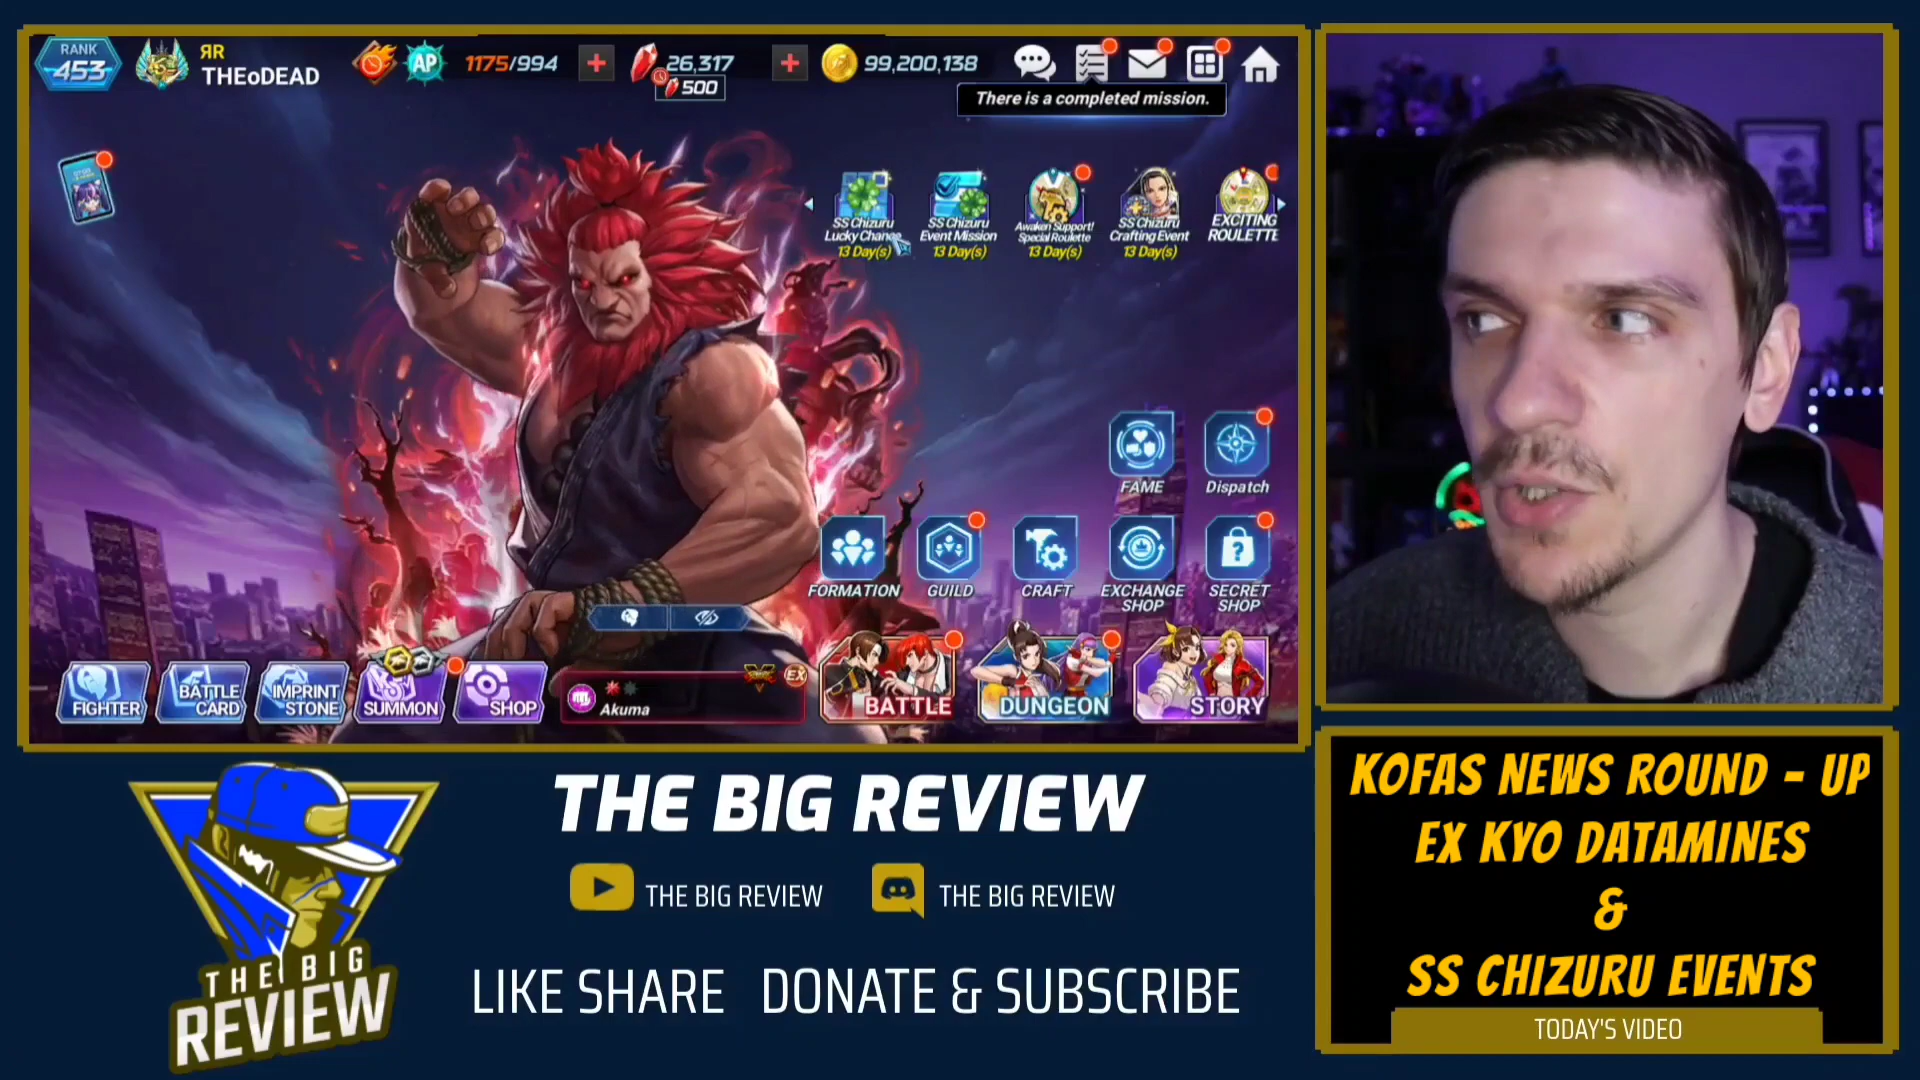 RANK
453
ЯR
THEoDEAD
AP
1175/994
26,317
500
99,200,138
There is a completed mission.
SS Chizuru
Lucky Chance
13 Day(s)
SS Chizuru
Event Mission
13 Day(s)
Awaken Support!
Special Roulette
13 Day(s)
SS Chizuru
Crafting Event
13 Day(s)
EXCITING
ROULETTE
FAME
Dispatch
FORMATION
GUILD
CRAFT
EXCHANGE
SHOP
SECRET
SHOP
FIGHTER
BATTLE
CARD
IMPRINT
STONE
SUMMON
SHOP
EX
Akuma
BATTLE
DUNGEON
STORY
THE BIG
REVIEW
THE BIG REVIEW
THE BIG REVIEW
THE BIG REVIEW
LIKE SHARE DONATE & SUBSCRIBE
KOFAS NEWS ROUND - UP
EX KYO DATAMINES
&
SS CHIZURU EVENTS
TODAY'S VIDEO